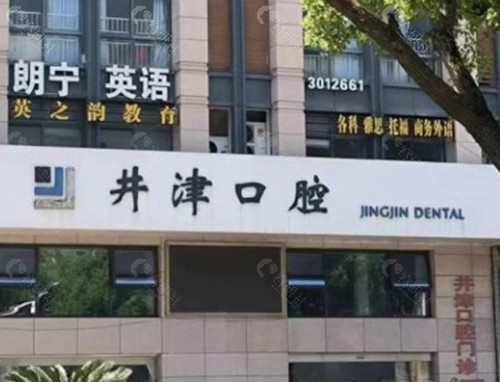 朗宁 英语
3012661
英之韵教育
各科 雅思 托福 商务外语
井津口腔
JINGJIN DENTAL
井津口腔门诊